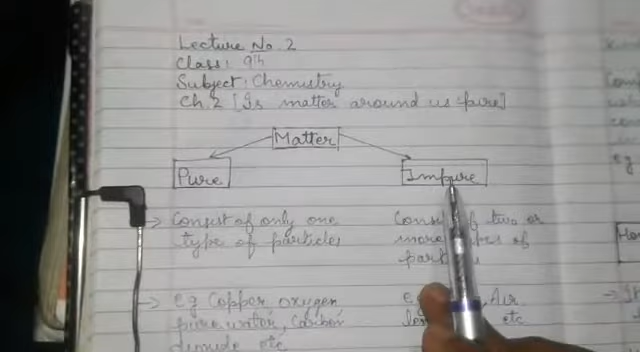 Lecture No. 2
Class: 9th
Subject: Chemistry
Ch. 2 [Is matter around us pure]
Matter
Pure
Impure
→ Consist of only one
type of particles
Consist of two or
more types of
→ eg Copper, oxygen
pure water, Carbon
dioxide etc
Air
etc
eg